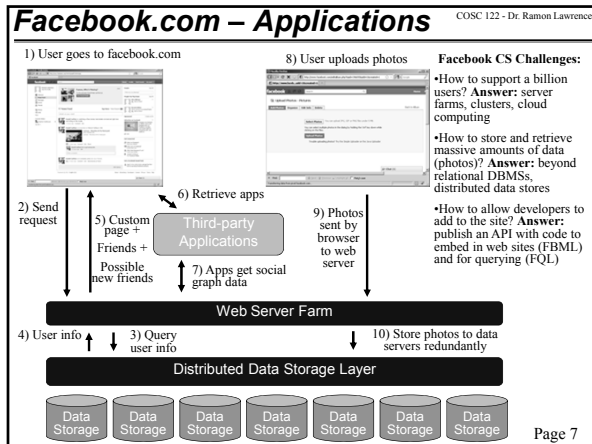 Facebook.com – Applications
COSC 122 - Dr. Ramon Lawrence
1) User goes to facebook.com
8) User uploads photos
Facebook CS Challenges:
•How to support a billion
users? Answer: server
farms, clusters, cloud
computing
•How to store and retrieve
massive amounts of data
(photos)? Answer: beyond
relational DBMSs,
distributed data stores
•How to allow developers to
add to the site? Answer:
publish an API with code to
embed in web sites (FBML)
and for querying (FQL)
2) Send
request
5) Custom
page +
Friends +
Possible
new friends
6) Retrieve apps
Third-party
Applications
7) Apps get social
graph data
9) Photos
sent by
browser
to web
server
Web Server Farm
4) User info
3) Query
user info
10) Store photos to data
servers redundantly
Distributed Data Storage Layer
Data
Storage
Data
Storage
Data
Storage
Data
Storage
Data
Storage
Data
Storage
Data
Storage
Page 7